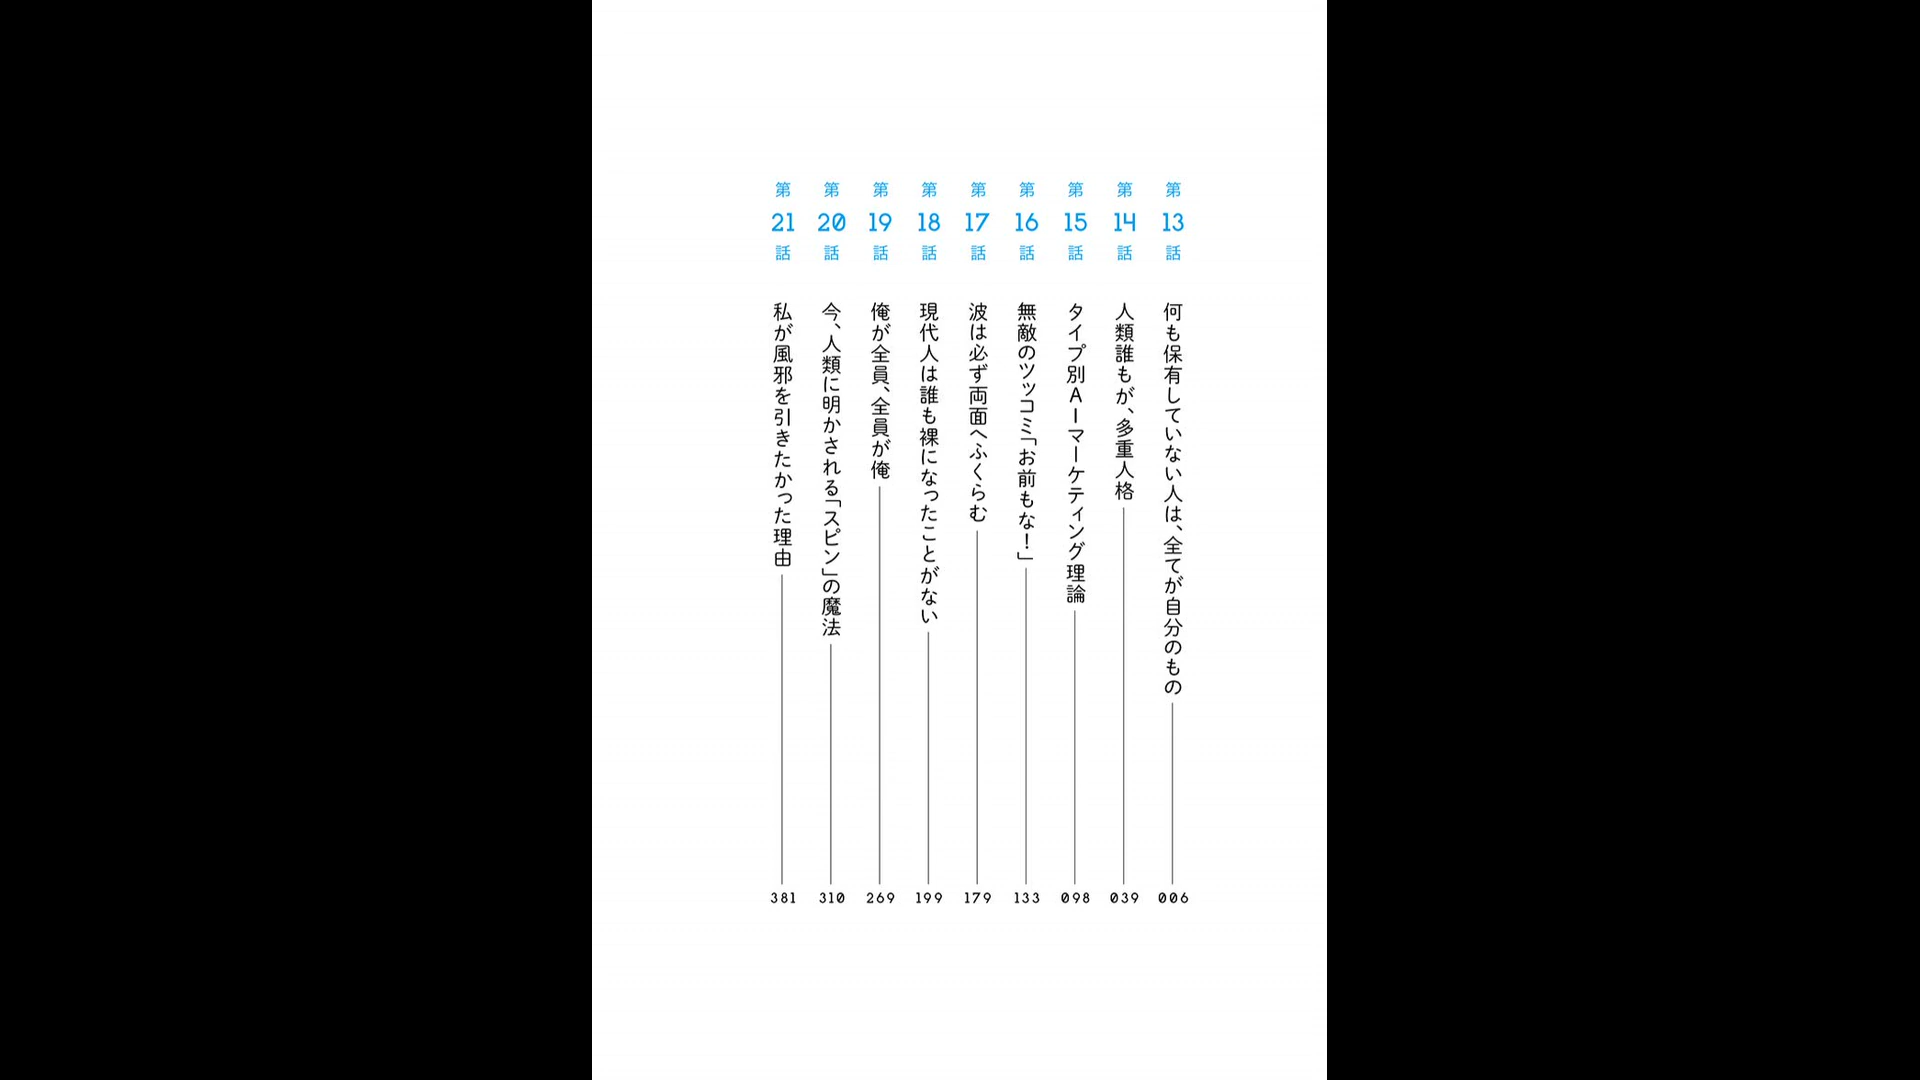 第13話 何も保有していない人は、全てが自分のもの 006
第14話 人類誰もが、多重人格 039
第15話 タイプ別AIマーケティング理論 098
第16話 無敵のツッコミ「お前もな!」 133
第17話 波は必ず両面へふくらむ 179
第18話 現代人は誰も裸になったことがない 199
第19話 俺が全員、全員が俺 269
第20話 今、人類に明かされる「スピン」の魔法 310
第21話 私が風邪を引きたかった理由 381